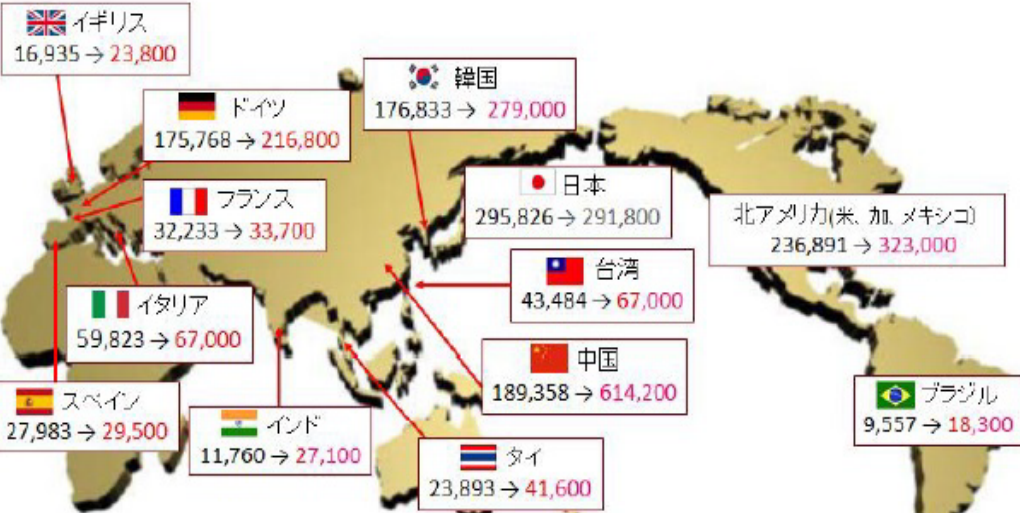 イギリス
16,935 → 23,800
ドイツ
175,768 → 216,800
韓国
176,833 → 279,000
フランス
32,233 → 33,700
日本
295,826 → 291,800
北アメリカ(米、加、メキシコ)
236,891 → 323,000
台湾
43,484 → 67,000
イタリア
59,823 → 67,000
中国
189,358 → 614,200
スペイン
27,983 → 29,500
インド
11,760 → 27,100
ブラジル
9,557 → 18,300
タイ
23,893 → 41,600